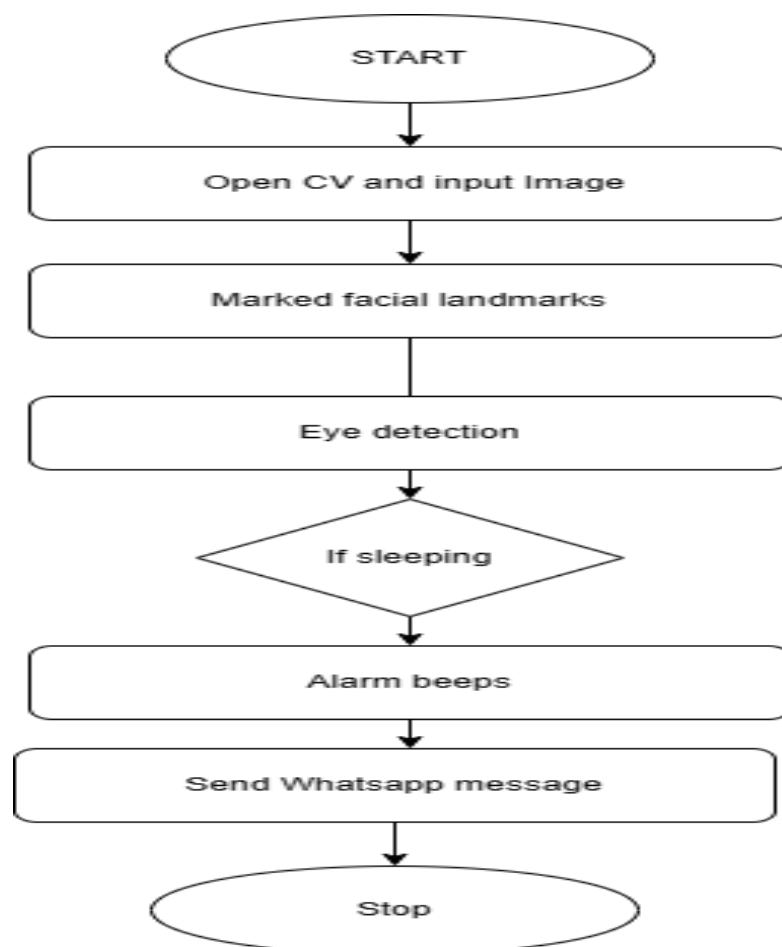 START
Open CV and input Image
Marked facial landmarks
Eye detection
If sleeping
Alarm beeps
Send Whatsapp message
Stop